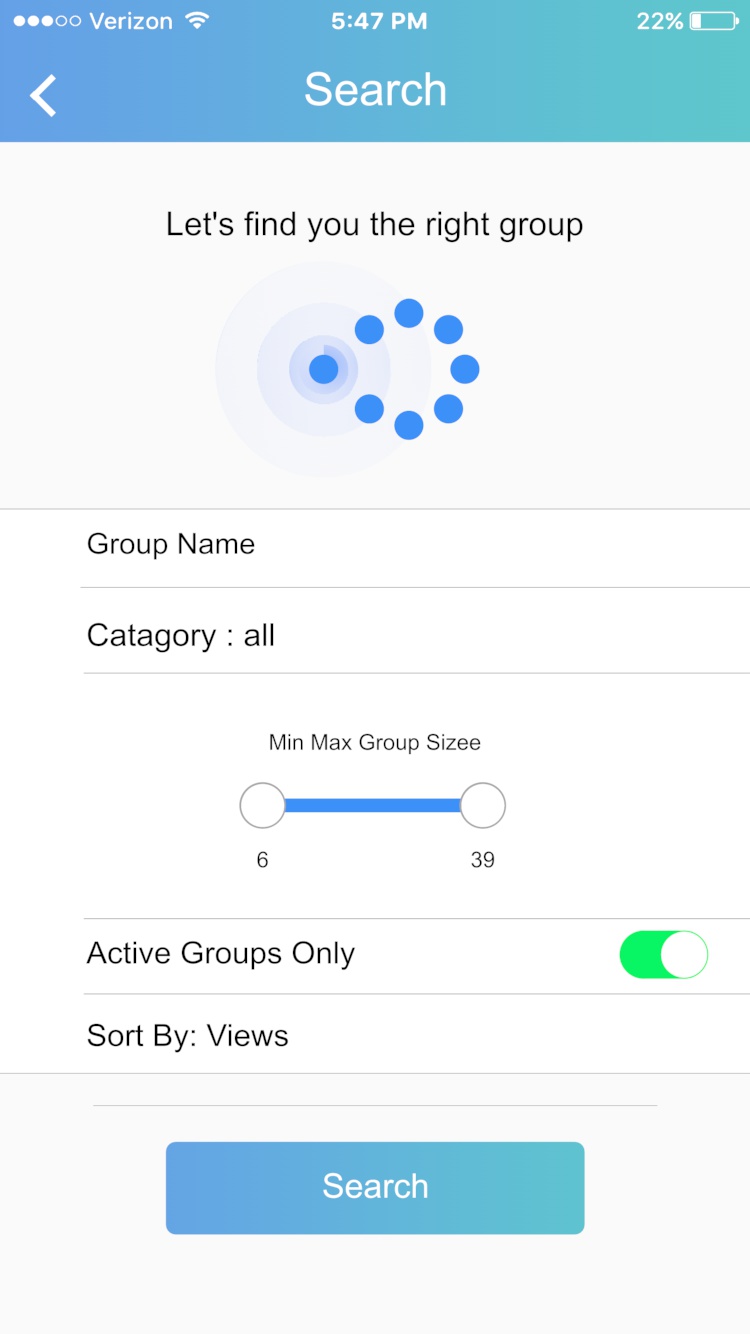 Verizon 5:47 PM 22%
Search
Let's find you the right group
Group Name
Catagory : all
Min Max Group Sizee
6 39
Active Groups Only
Sort By: Views
Search